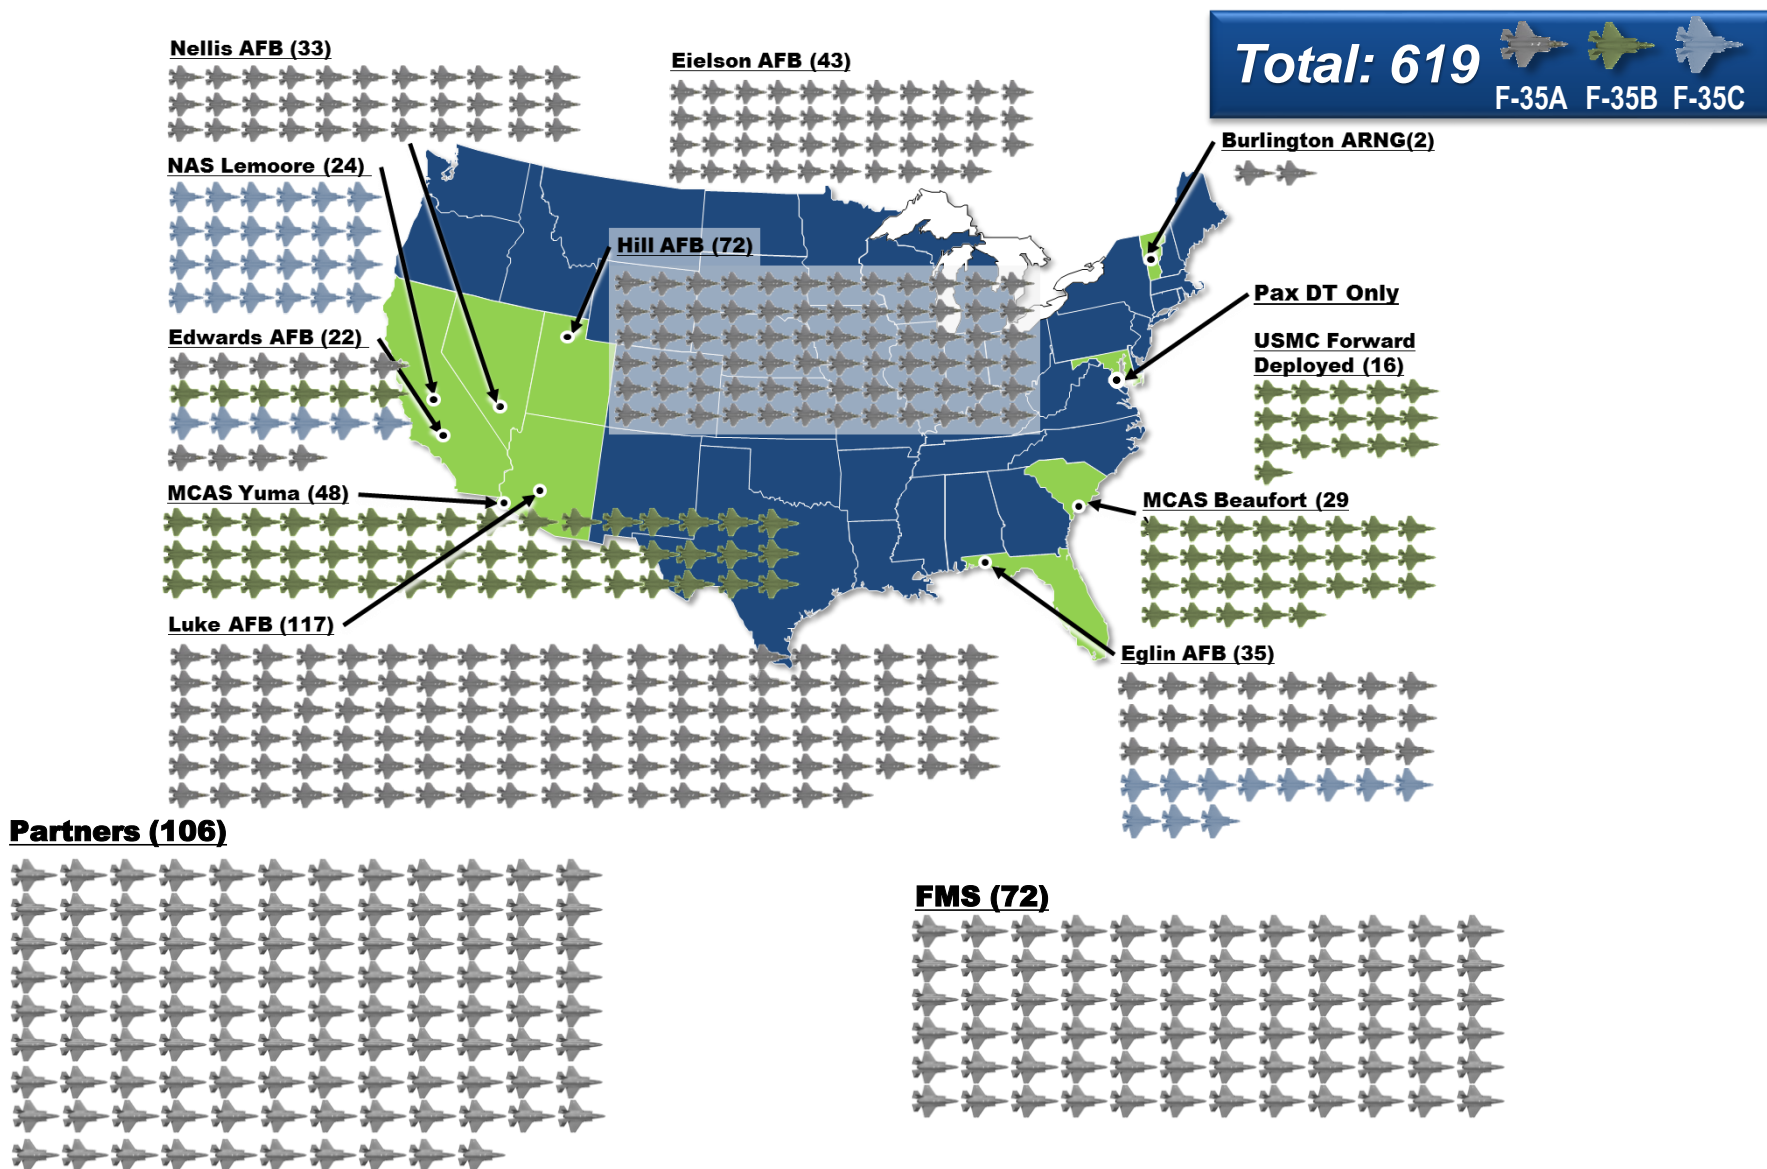 Nellis AFB (33)
Eielson AFB (43)
Total: 619
F-35A F-35B F-35C
Burlington ARNG(2)
NAS Lemoore (24)
Hill AFB (72)
Pax DT Only
Edwards AFB (22)
USMC Forward
Deployed (16)
MCAS Yuma (48)
MCAS Beaufort (29
Luke AFB (117)
Eglin AFB (35)
Partners (106)
FMS (72)